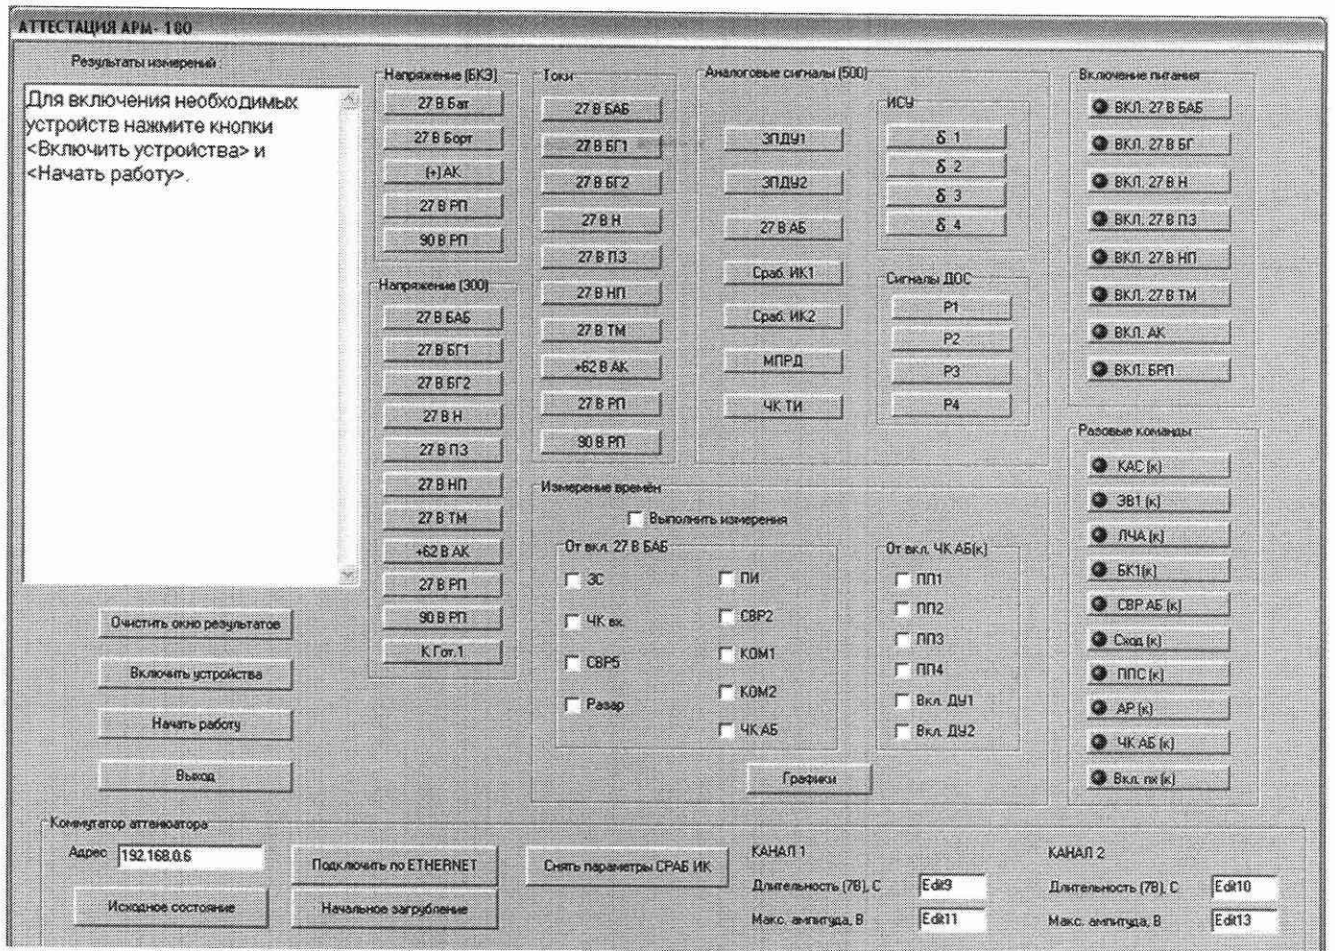 АТТЕСТАЦИЯ АРМ- 180
Результаты измерений
Для включения необходимых
устройств нажмите кнопки
<Включить устройства> и
<Начать работу>.
Очистить окно результатов
Включить устройства
Начать работу
Выход
Напряжение (БКЭ)
27 В Бат
27 В Борт
(+) АК
27 В РП
90 В РП
Напряжение (300)
27 В БАБ
27 В БГ1
27 В БГ2
27 В Н
27 В ПЗ
27 В НП
27 В ТМ
+62 В АК
27 В РП
90 В РП
К Гот.1
Токи
27 В БАБ
27 В БГ1
27 В БГ2
27 В Н
27 В ПЗ
27 В НП
27 В ТМ
+62 В АК
27 В РП
90 В РП
Аналоговые сигналы (500)
ЗПДУ1
ЗПДУ2
27 В АБ
Сраб. ИК1
Сраб. ИК2
МПРД
ЧК ТИ
ИСУ
δ 1
δ 2
δ 3
δ 4
Сигналы ДОС
Р1
Р2
Р3
Р4
Включение питания
ВКЛ. 27 В БАБ
ВКЛ. 27 В БГ
ВКЛ. 27 В Н
ВКЛ. 27 В ПЗ
ВКЛ. 27 В НП
ВКЛ. 27 В ТМ
ВКЛ. АК
ВКЛ. БРП
Разовые команды
КАС (к)
ЭВ1 (к)
ЛЧА (к)
БК1(к)
СВР АБ (к)
Сход (к)
ППС (к)
АР (к)
ЧК АБ (к)
Вкл. пк (к)
Измерение времён
Выполнить измерения
От вкл. 27 В БАБ
ЗС
ЧК вх.
СВР5
Разар
ПИ
СВР2
КОМ1
КОМ2
ЧК АБ
От вкл. ЧК АБ(к)
ПП1
ПП2
ПП3
ПП4
Вкл. ДУ1
Вкл. ДУ2
Графики
Коммутатор аттенюатора
Адрес 192.168.0.6
Исходное состояние
Подключить по ETHERNET
Начальное загрубление
Снять параметры СРАБ ИК
КАНАЛ 1
Длительность (7В), С Edit9
Макс. ампитуда, В Edit11
КАНАЛ 2
Длительность (7В), С Edit10
Макс. ампитуда, В Edit13